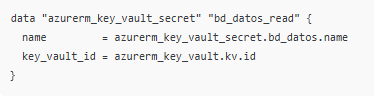 data "azurerm_key_vault_secret" "bd_datos_read" {
  name         = azurerm_key_vault_secret.bd_datos.name
  key_vault_id = azurerm_key_vault.kv.id
}